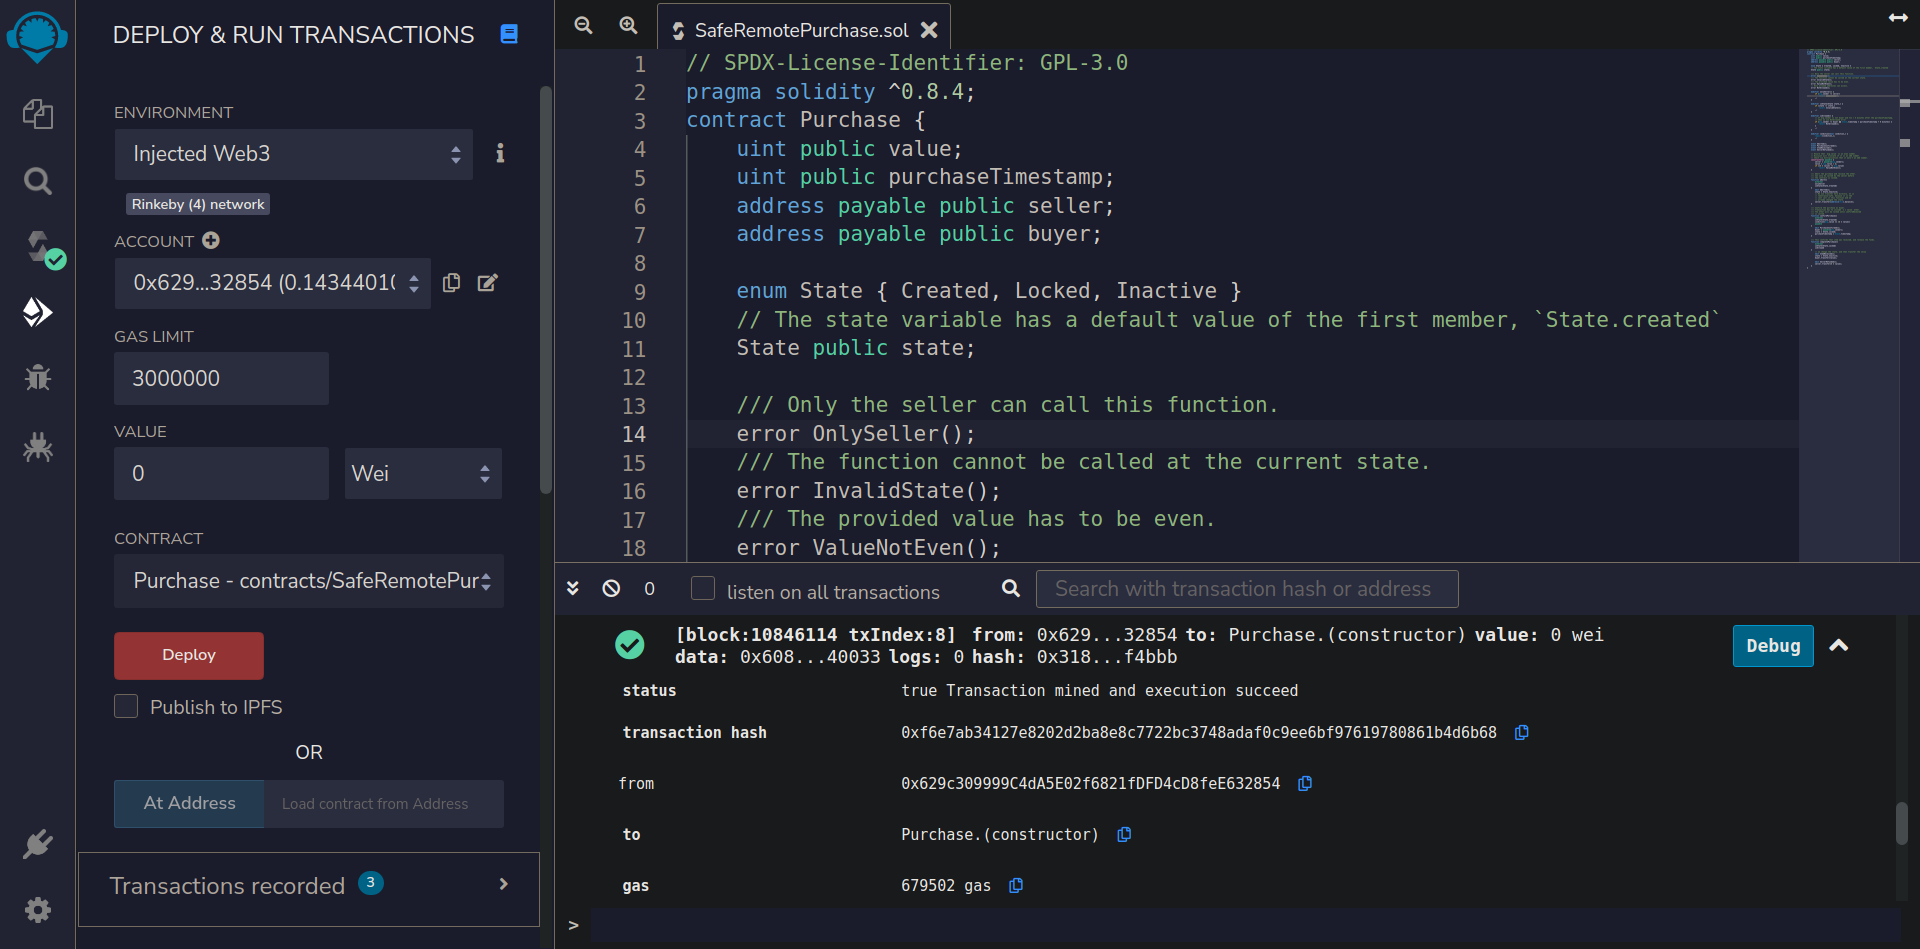 DEPLOY & RUN TRANSACTIONS
ENVIRONMENT
Injected Web3
Rinkeby (4) network
ACCOUNT
0x629...32854 (0.1434401(
GAS LIMIT
3000000
VALUE
0
Wei
CONTRACT
Purchase - contracts/SafeRemotePur
Deploy
Publish to IPFS
OR
At Address
Load contract from Address
Transactions recorded 3
SafeRemotePurchase.sol
1 // SPDX-License-Identifier: GPL-3.0
2 pragma solidity ^0.8.4;
3 contract Purchase {
4 uint public value;
5 uint public purchaseTimestamp;
6 address payable public seller;
7 address payable public buyer;
8
9 enum State { Created, Locked, Inactive }
10 // The state variable has a default value of the first member, `State.created`
11 State public state;
12
13 /// Only the seller can call this function.
14 error OnlySeller();
15 /// The function cannot be called at the current state.
16 error InvalidState();
17 /// The provided value has to be even.
18 error ValueNotEven();
0
listen on all transactions
Search with transaction hash or address
[block:10846114 txIndex:8] from: 0x629...32854 to: Purchase.(constructor) value: 0 wei
data: 0x608...40033 logs: 0 hash: 0x318...f4bbb
Debug
status true Transaction mined and execution succeed
transaction hash 0xf6e7ab34127e8202d2ba8e8c7722bc3748adaf0c9ee6bf97619780861b4d6b68
from 0x629c309999C4dA5E02f6821fDFD4cD8feE632854
to Purchase.(constructor)
gas 679502 gas
>